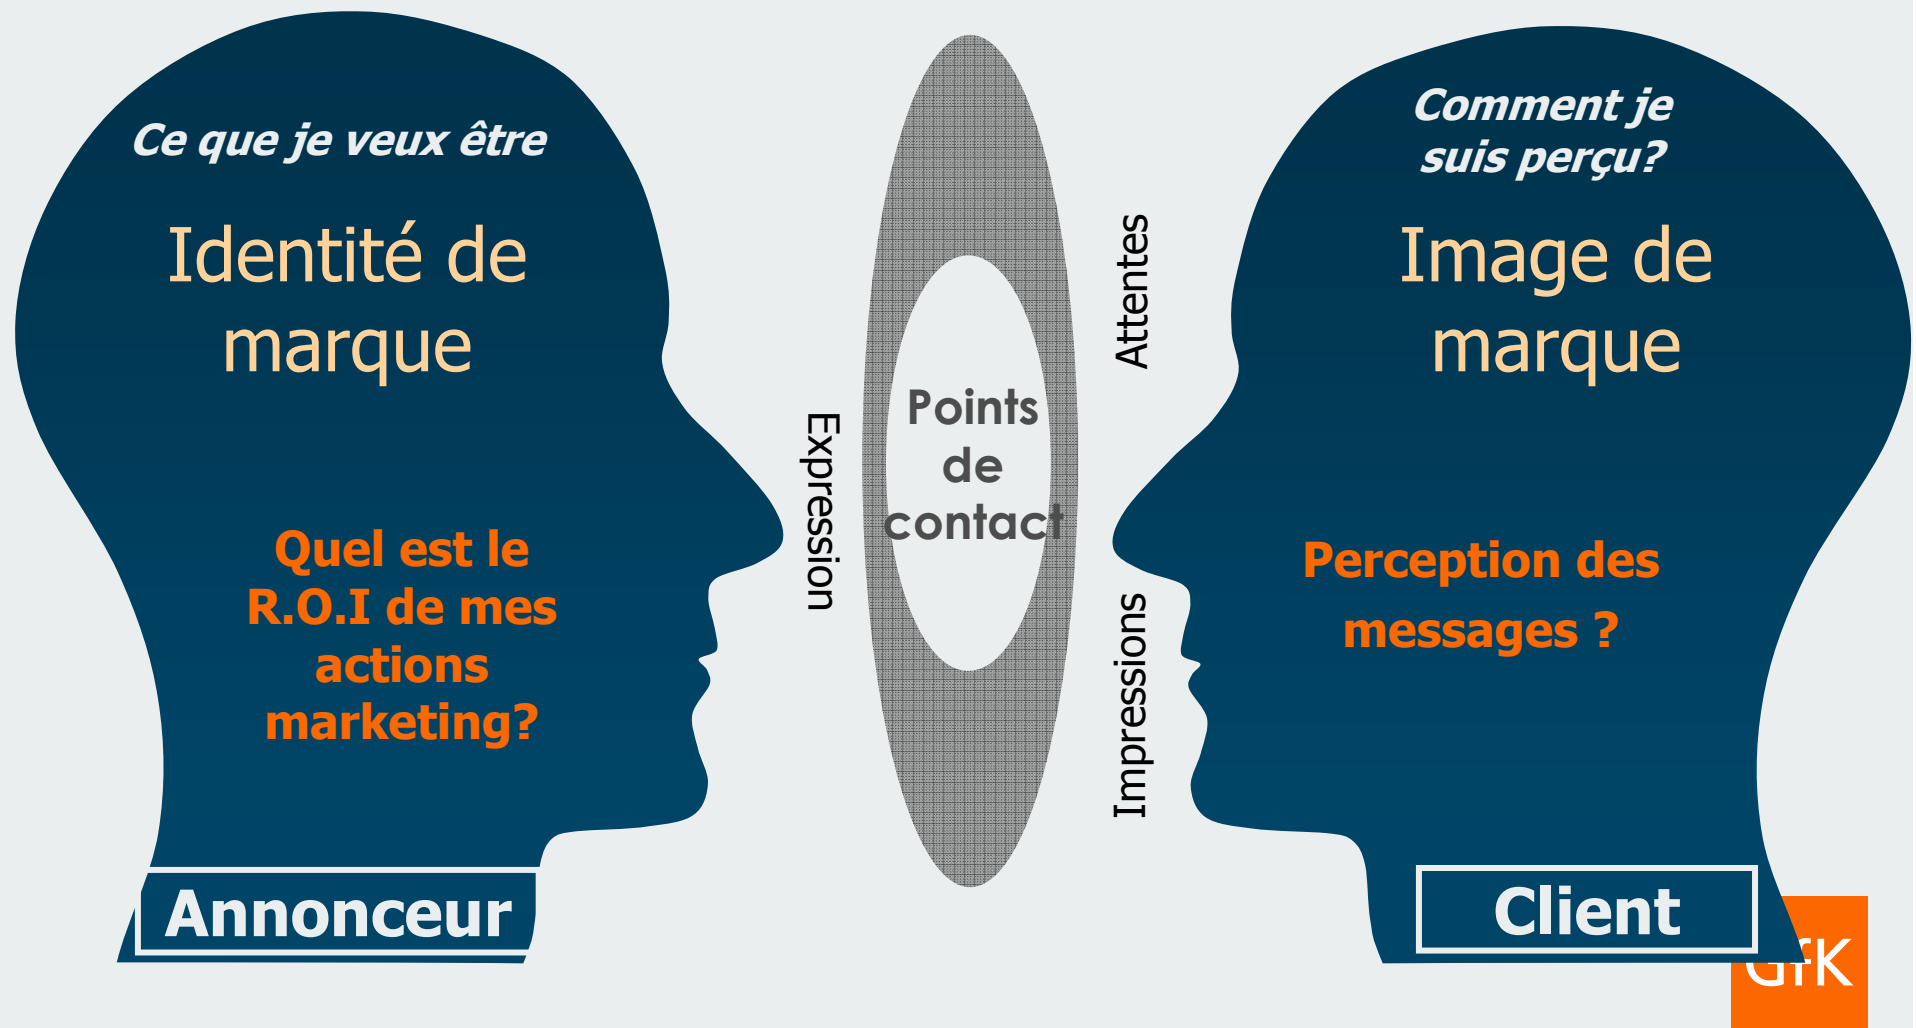 Ce que je veux être
Identité de
marque
Quel est le
R.O.I de mes
actions
marketing?
Annonceur
Expression
Points
de
contact
Attentes
Impressions
Comment je
suis perçu?
Image de
marque
Perception des
messages ?
Client
GfK